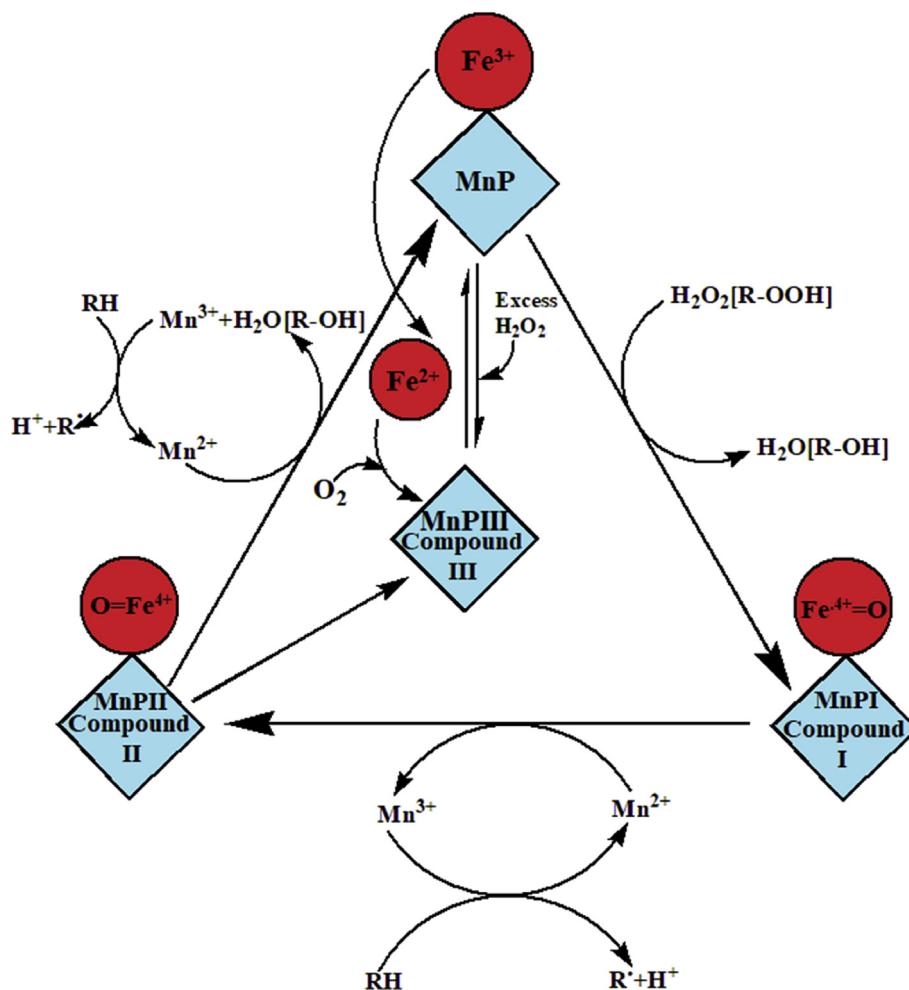 Fe³⁺
MnP
Excess
H₂O₂
H₂O₂[R-OOH]
RH
Mn³⁺+H₂O[R-OH]
Fe²⁺
H⁺+R·
Mn²⁺
H₂O[R-OH]
O₂
MnPIII
Compound
III
O=Fe⁴⁺
Fe·⁴⁺=O
MnPII
Compound
II
MnPI
Compound
I
Mn³⁺
Mn²⁺
RH
R·+H⁺